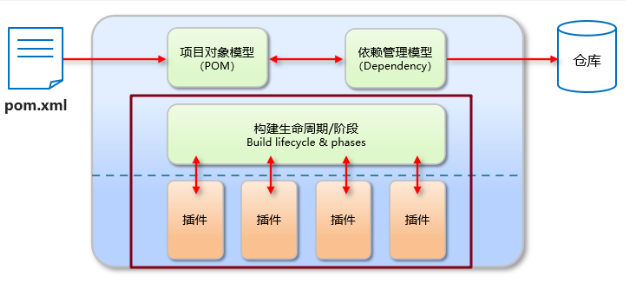 项目对象模型
（POM）
依赖管理模型
（Dependency）
仓库
pom.xml
构建生命周期/阶段
Build lifecycle & phases
插件
插件
插件
插件